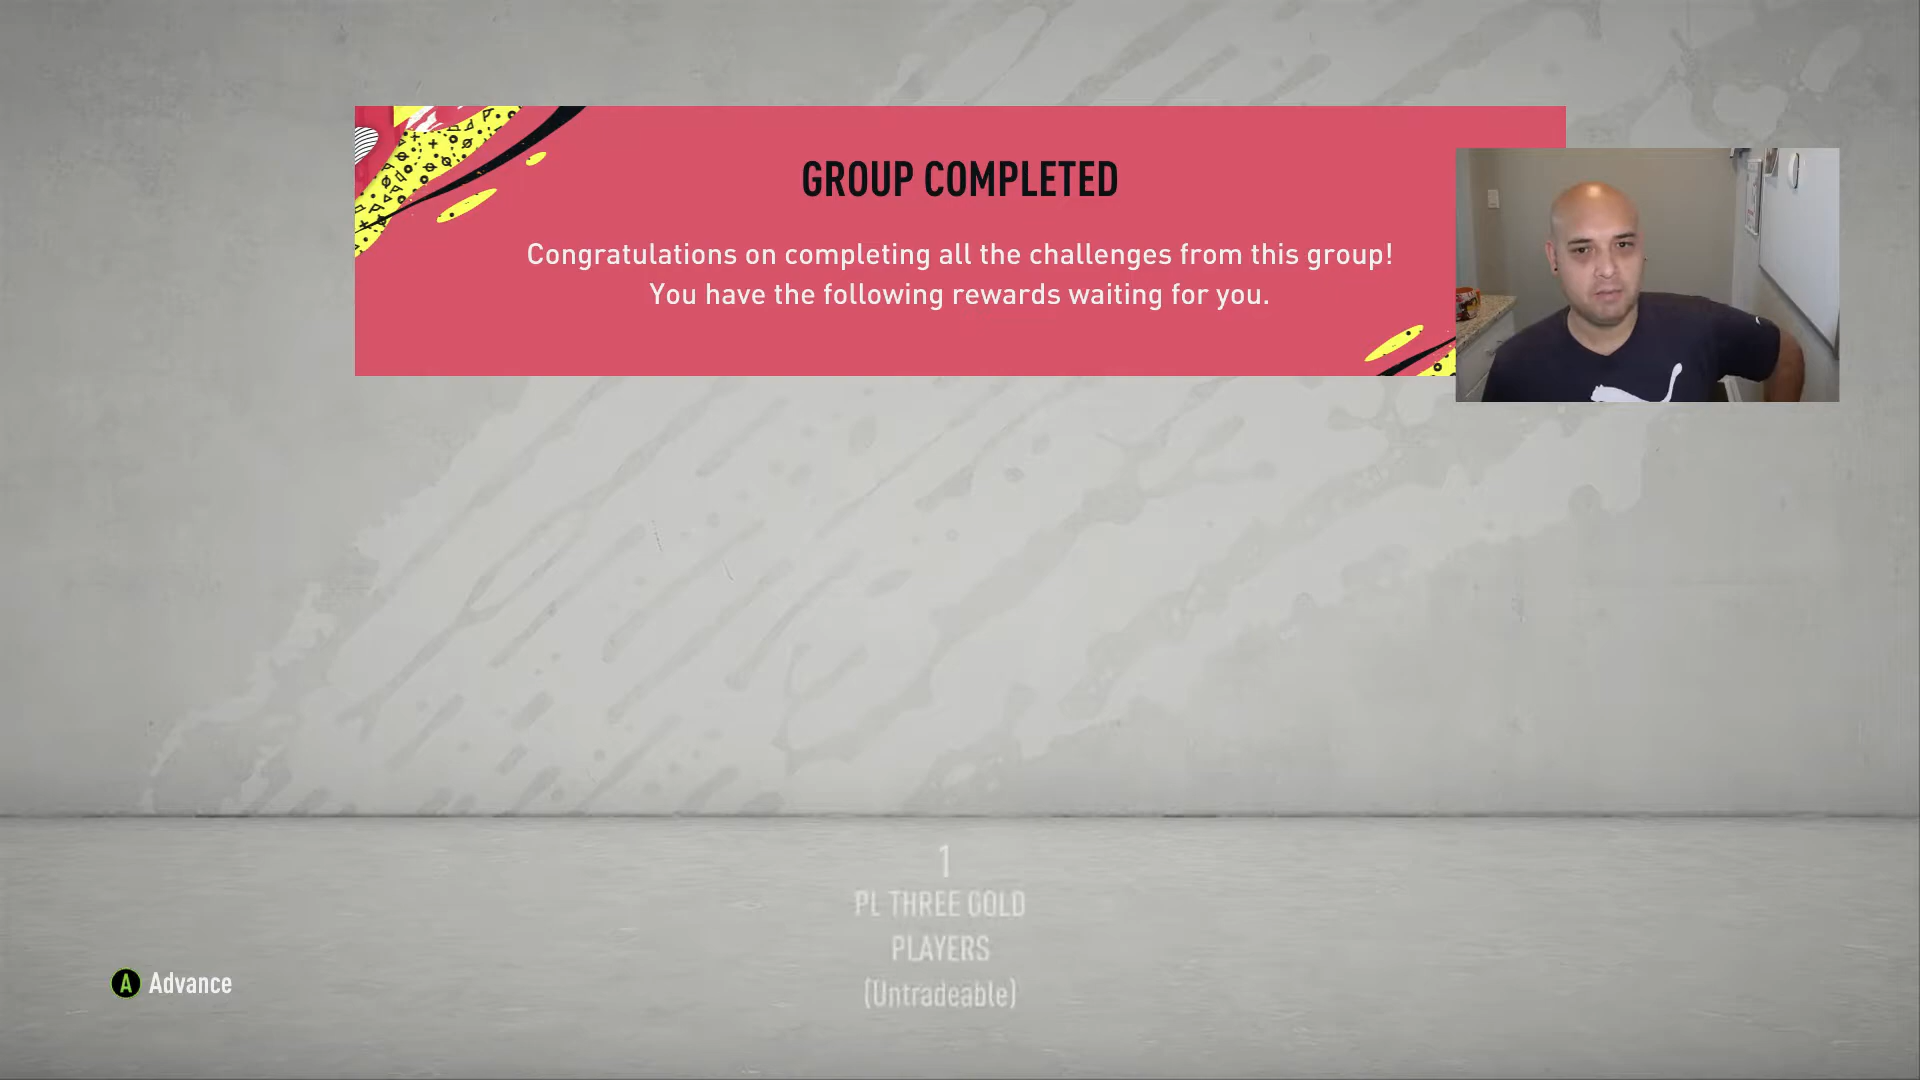 GROUP COMPLETED
Congratulations on completing all the challenges from this group!
You have the following rewards waiting for you.
1
PL THREE GOLD
PLAYERS
(Untradeable)
A Advance